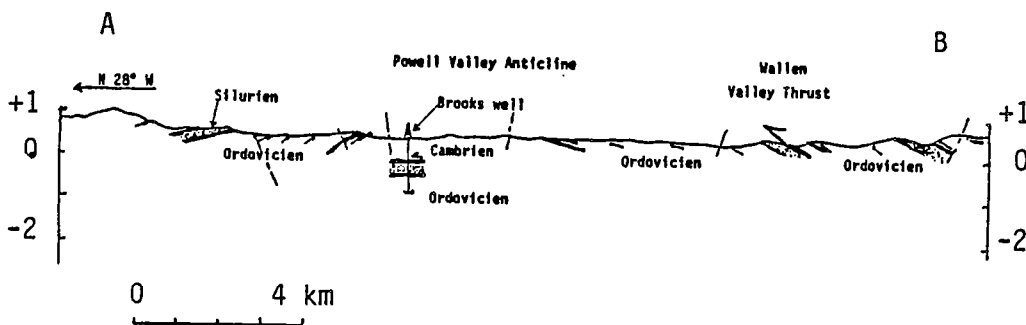 A
B
N 28° W
Powell Valley Anticline
Wallen
Valley Thrust
Silurien
Brooks well
+1
+1
0
0
Ordovicien
Cambrien
Ordovicien
Ordovicien
Ordovicien
-2
-2
0 4 km